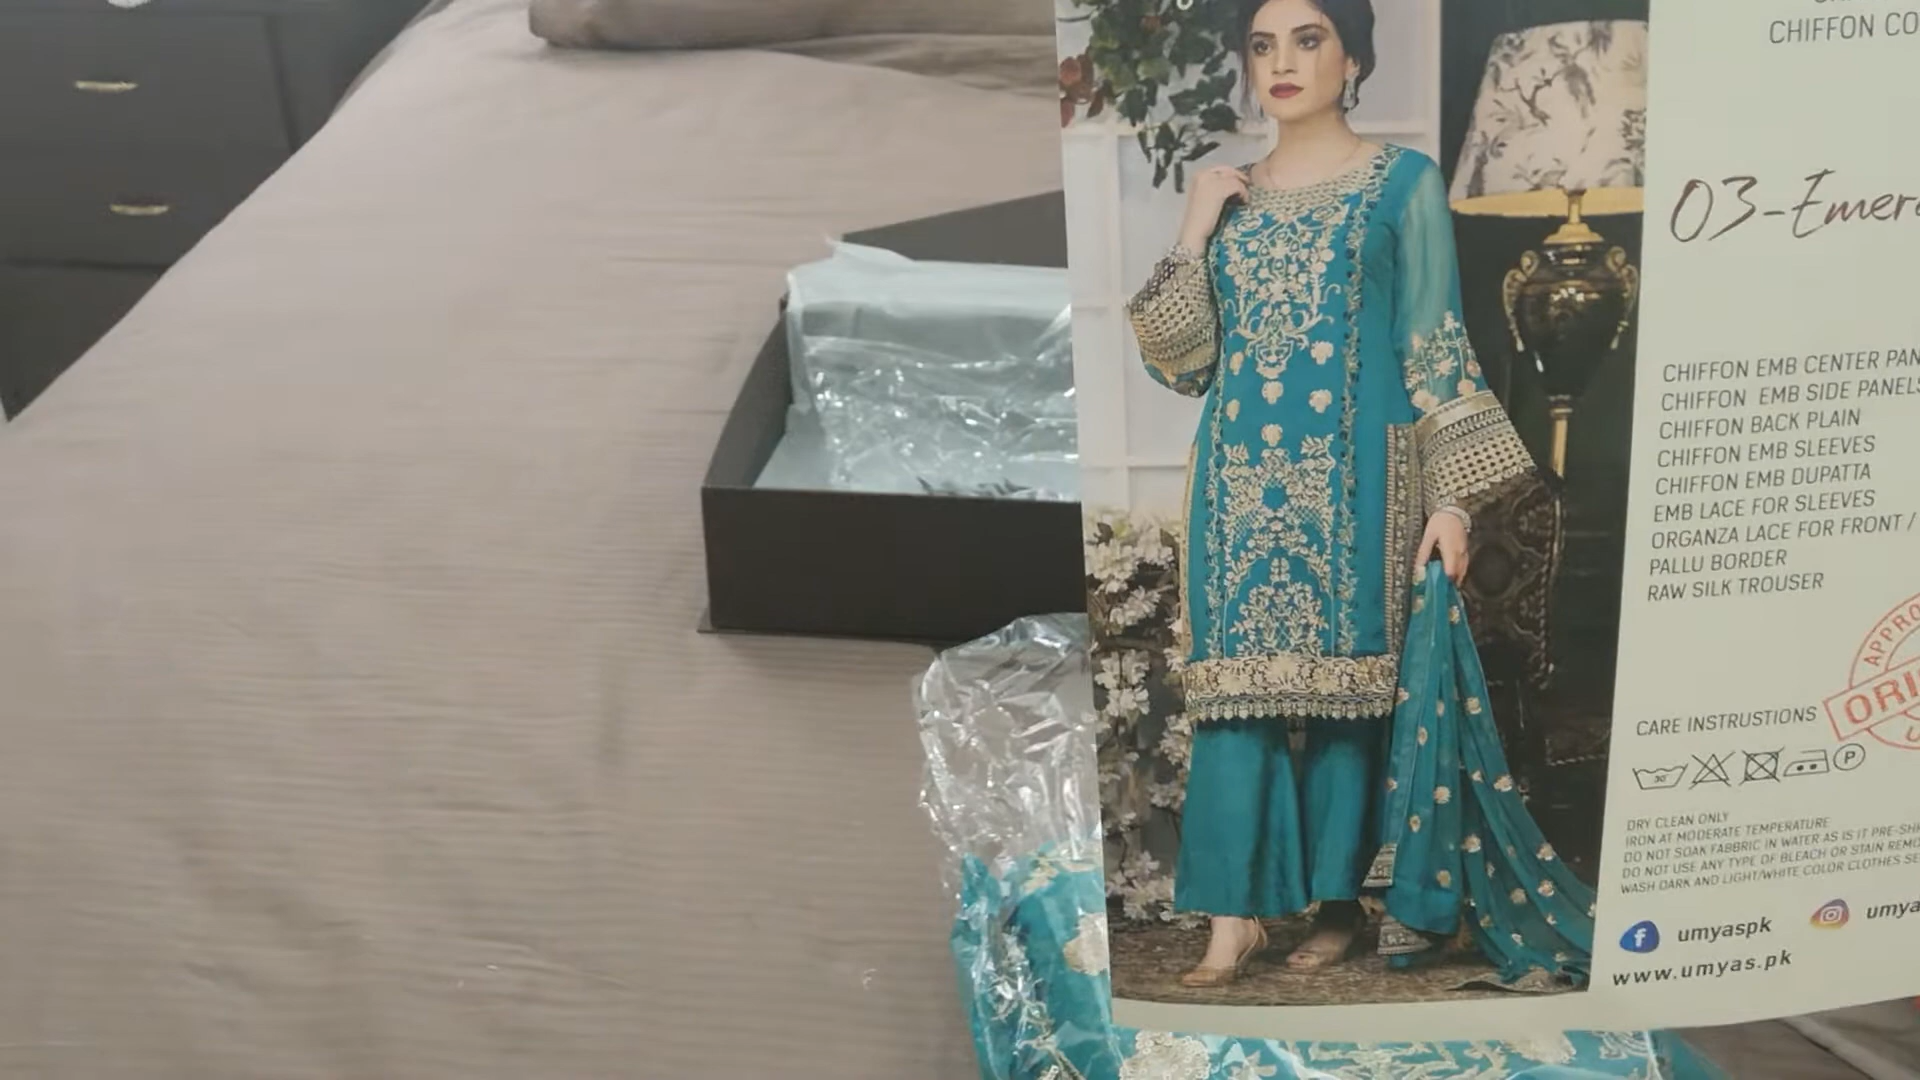 CHIFFON CO
03-Emer
CHIFFON EMB CENTER PAN
CHIFFON EMB SIDE PANELS
CHIFFON BACK PLAIN
CHIFFON EMB SLEEVES
CHIFFON EMB DUPATTA
EMB LACE FOR SLEEVES
ORGANZA LACE FOR FRONT /
PALLU BORDER
RAW SILK TROUSER
APPRO
ORI
CARE INSTRUSTIONS
30°
P
DRY CLEAN ONLY
IRON AT MODERATE TEMPERATURE
DO NOT SOAK FABBRIC IN WATER AS IS IT PRE-SH
DO NOT USE ANY TYPE OF BLEACH OR STAIN REMO
WASH DARK AND LIGHT/WHITE COLOR CLOTHES SE
f umyaspk
umya
www.umyas.pk